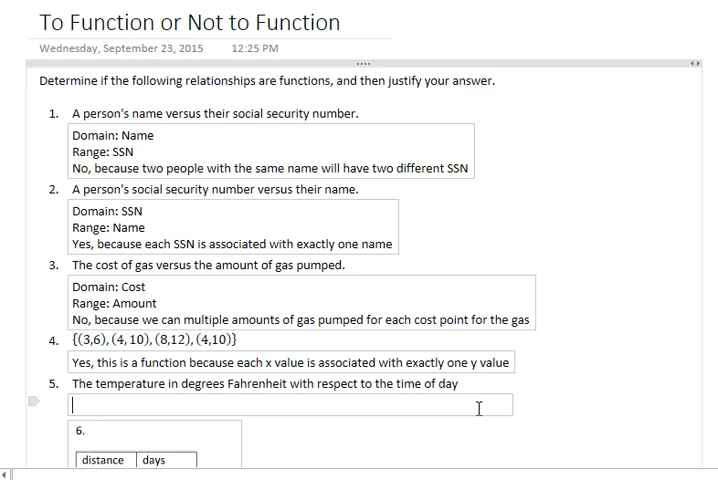 To Function or Not to Function
Wednesday, September 23, 2015 12:25 PM
Determine if the following relationships are functions, and then justify your answer.
1. A person's name versus their social security number.
Domain: Name
Range: SSN
No, because two people with the same name will have two different SSN
2. A person's social security number versus their name.
Domain: SSN
Range: Name
Yes, because each SSN is associated with exactly one name
3. The cost of gas versus the amount of gas pumped.
Domain: Cost
Range: Amount
No, because we can multiple amounts of gas pumped for each cost point for the gas
4. {(3,6), (4, 10), (8,12), (4,10)}
Yes, this is a function because each x value is associated with exactly one y value
5. The temperature in degrees Fahrenheit with respect to the time of day
6.
distance days